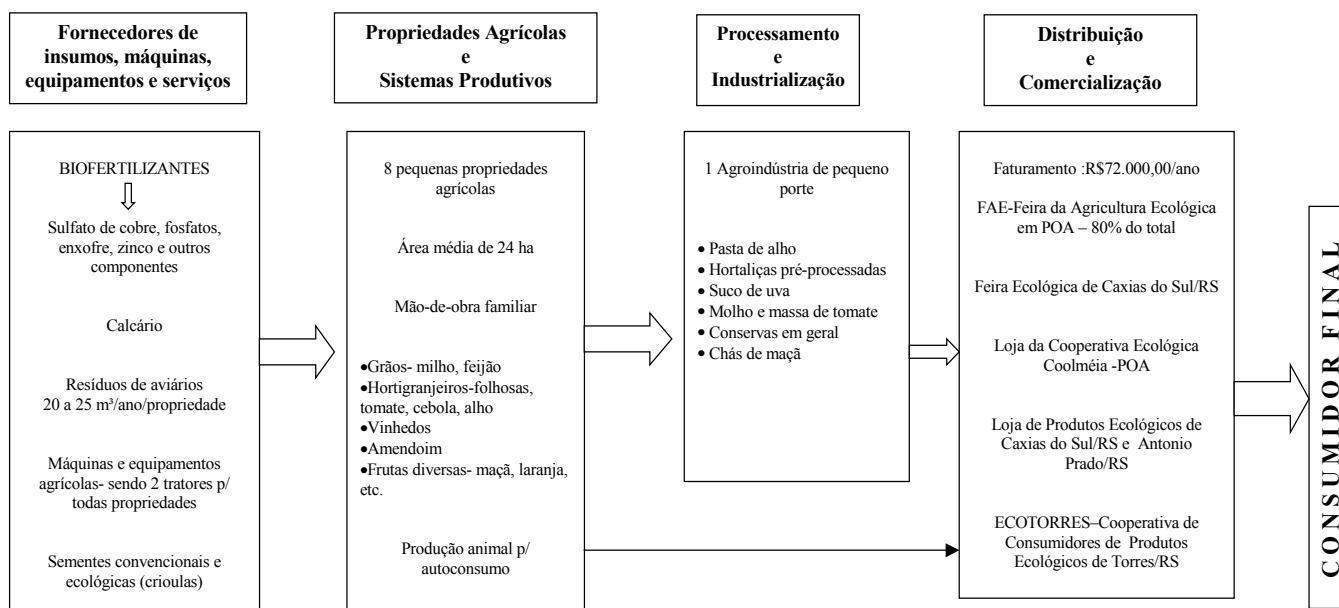 Fornecedores de
insumos, máquinas,
equipamentos e serviços
Propriedades Agrícolas
e
Sistemas Produtivos
Processamento
e
Industrialização
Distribuição
e
Comercialização
BIOFERTILIZANTES
Sulfato de cobre, fosfatos,
enxofre, zinco e outros
componentes
Calcário
Resíduos de aviários
20 a 25 m³/ano/propriedade
Máquinas e equipamentos
agrícolas- sendo 2 tratores p/
todas propriedades
Sementes convencionais e
ecológicas (crioulas)
8 pequenas propriedades
agrícolas
Área média de 24 ha
Mão-de-obra familiar
•Grãos- milho, feijão
•Hortigranjeiros-folhosas,
tomate, cebola, alho
•Vinhedos
•Amendoim
•Frutas diversas- maçã, laranja,
etc.
Produção animal p/
autoconsumo
1 Agroindústria de pequeno
porte
• Pasta de alho
• Hortaliças pré-processadas
• Suco de uva
• Molho e massa de tomate
• Conservas em geral
• Chás de maçã
Faturamento :R$72.000,00/ano
FAE-Feira da Agricultura Ecológica
em POA – 80% do total
Feira Ecológica de Caxias do Sul/RS
Loja da Cooperativa Ecológica
Coolméia -POA
Loja de Produtos Ecológicos de
Caxias do Sul/RS e Antonio
Prado/RS
ECOTORRES–Cooperativa de
Consumidores de Produtos
Ecológicos de Torres/RS
CONSUMIDOR FINAL